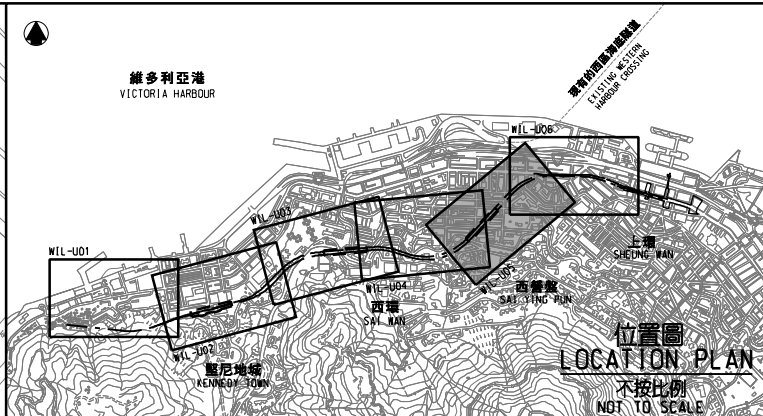 維多利亞港
VICTORIA HARBOUR
現有的西區海底隧道
EXISTING WESTERN
HARBOUR CROSSING
WIL-U06
WIL-U03
WIL-U01
WIL-U04
WIL-U05
WIL-U02
上環
SHEUNG WAN
西營盤
SAI YING PUN
西環
SAI WAN
堅尼地城
KENNEDY TOWN
位置圖
LOCATION PLAN
不按比例
NOT TO SCALE